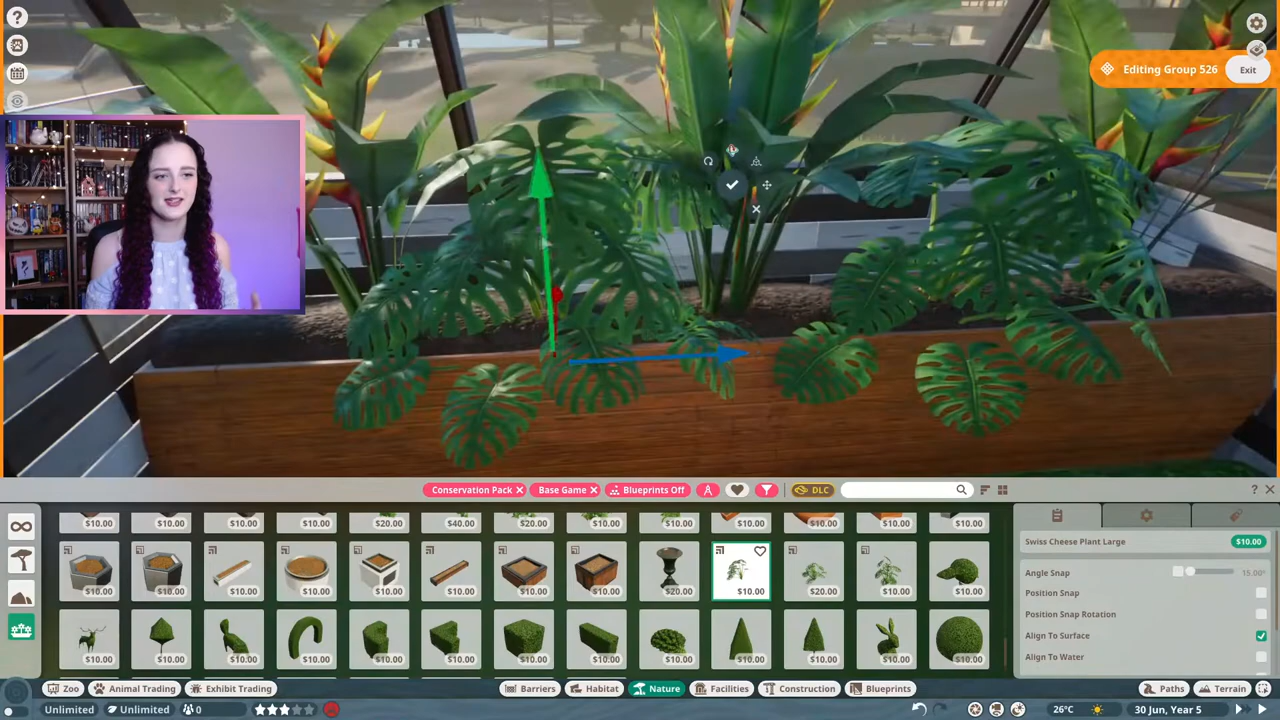 Editing Group 526
Exit
Conservation Pack ×
Base Game ×
Blueprints Off
DLC
$10.00 $10.00 $20.00 $40.00 $10.00 $10.00 $10.00 $10.00 $10.00 $10.00 $10.00
$10.00 $10.00 $10.00 $10.00 $10.00 $10.00 $10.00 $10.00 $20.00 $10.00 $20.00 $10.00 $10.00
$10.00 $10.00 $10.00 $10.00 $10.00 $10.00 $10.00 $10.00 $10.00 $10.00 $10.00 $10.00 $10.00
Swiss Cheese Plant Large $10.00
Angle Snap 15.00°
Position Snap
Position Snap Rotation
Align To Surface
Align To Water
Zoo Animal Trading Exhibit Trading Barriers Habitat Nature Facilities Construction Blueprints Paths Terrain
Unlimited Unlimited 0 26°C 30 Jun, Year 5